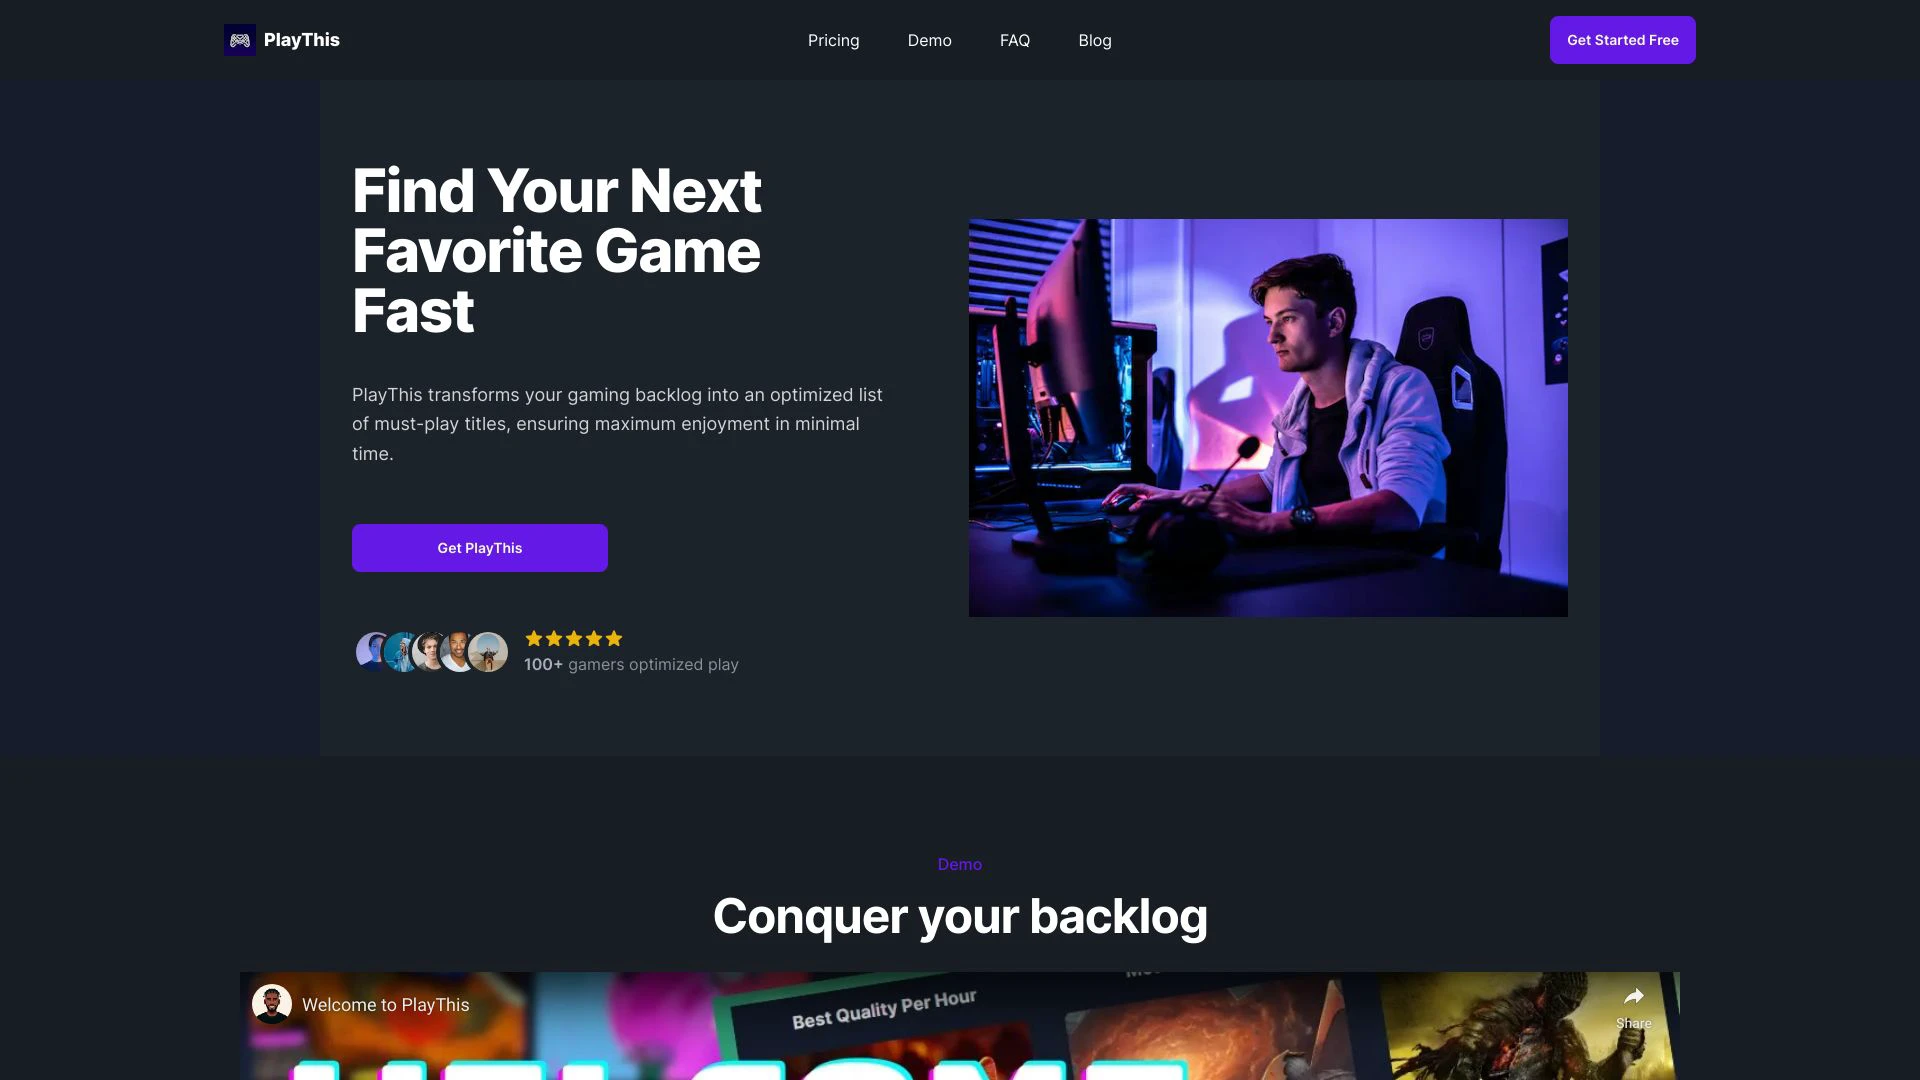 PlayThis
Pricing
Demo
FAQ
Blog
Get Started Free
Find Your Next
Favorite Game
Fast
PlayThis transforms your gaming backlog into an optimized list
of must-play titles, ensuring maximum enjoyment in minimal
time.
Get PlayThis
100+ gamers optimized play
Demo
Conquer your backlog
Welcome to PlayThis
Best Quality Per Hour
Share